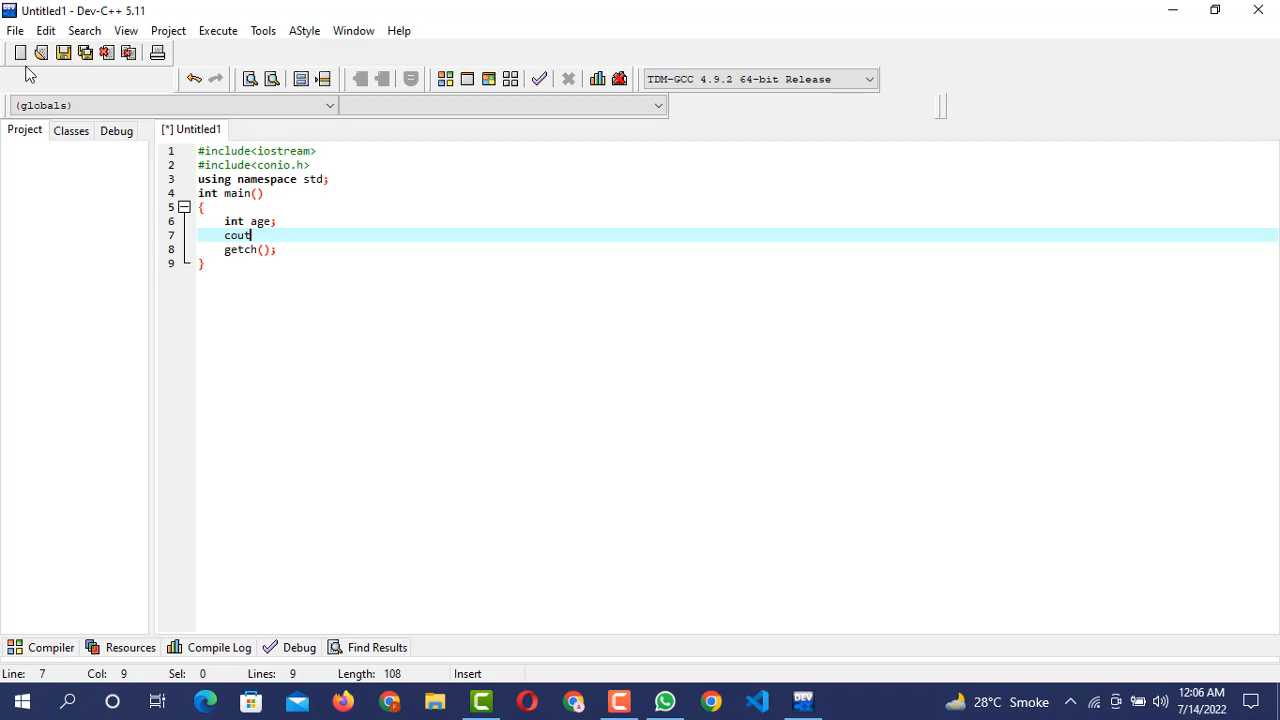 Untitled1 - Dev-C++ 5.11
File Edit Search View Project Execute Tools AStyle Window Help
TDM-GCC 4.9.2 64-bit Release
(globals)
Project Classes Debug [*] Untitled1
1 #include<iostream>
2 #include<conio.h>
3 using namespace std;
4 int main()
5 {
6 int age;
7 cout
8 getch();
9 }
Compiler Resources Compile Log Debug Find Results
Line: 7 Col: 9 Sel: 0 Lines: 9 Length: 108 Insert
DEV
28°C Smoke 12:06 AM
7/14/2022